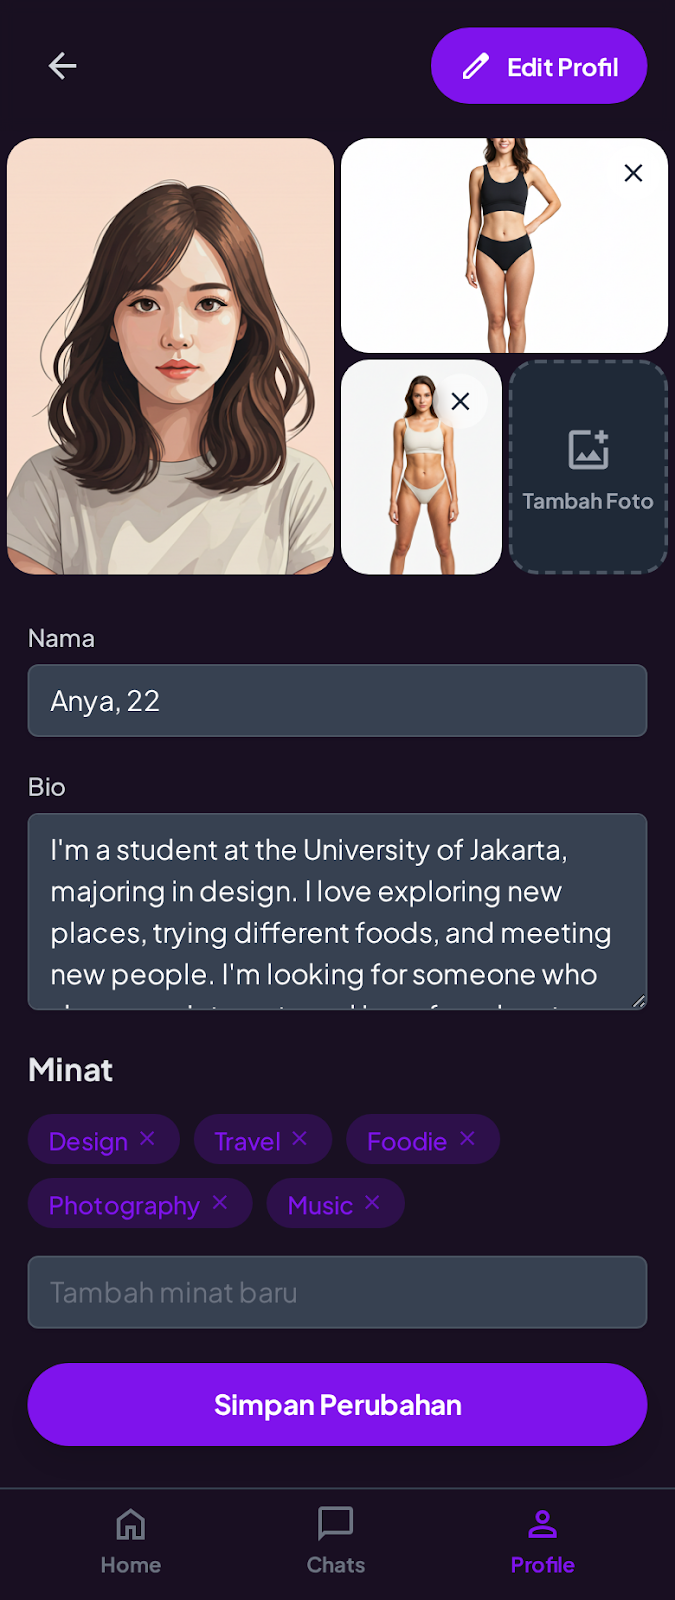 Edit Profil
Tambah Foto
Nama
Anya, 22
Bio
I'm a student at the University of Jakarta,
majoring in design. I love exploring new
places, trying different foods, and meeting
new people. I'm looking for someone who
Minat
Design
Travel
Foodie
Photography
Music
Tambah minat baru
Simpan Perubahan
Home
Chats
Profile